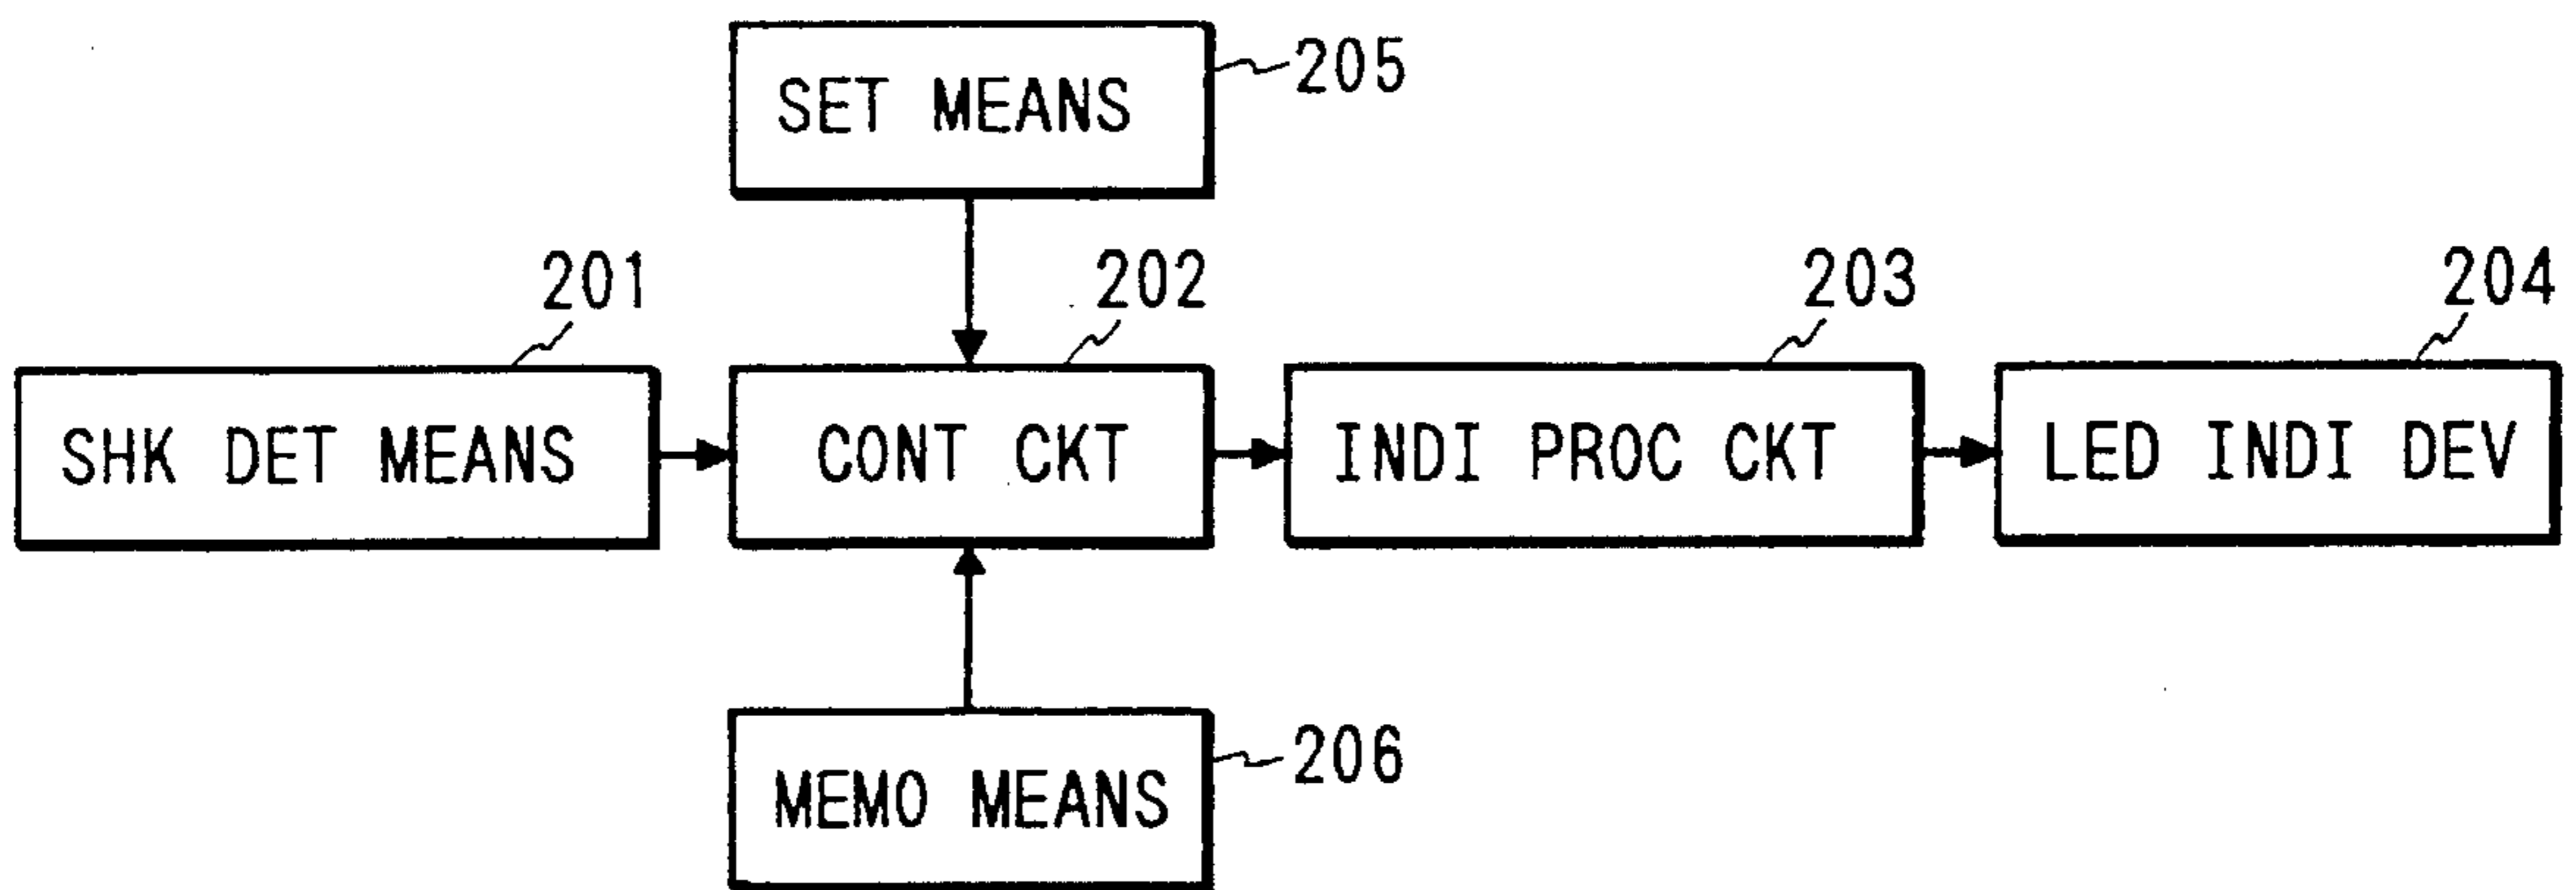 205
SET MEANS
201
202
203
204
SHK DET MEANS
CONT CKT
INDI PROC CKT
LED INDI DEV
206
MEMO MEANS